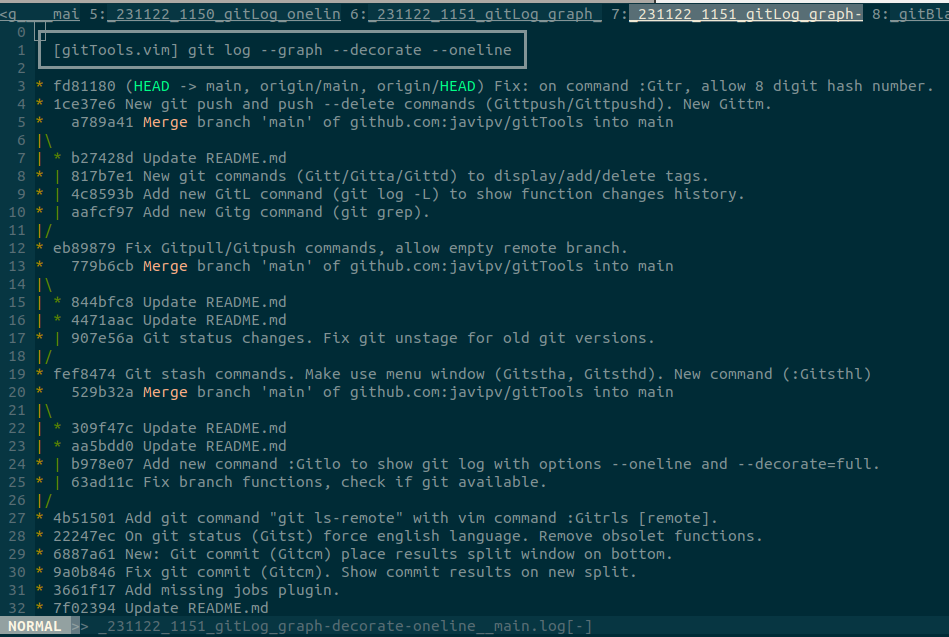 <g____mai 5:_231122_1150_gitLog_onelin 6:_231122_1151_gitLog_graph_ 7:_231122_1151_gitLog_graph- 8:_gitBla
0
1 [gitTools.vim] git log --graph --decorate --oneline
2
3 * fd81180 (HEAD -> main, origin/main, origin/HEAD) Fix: on command :Gitr, allow 8 digit hash number.
4 * 1ce37e6 New git push and push --delete commands (Gittpush/Gittpushd). New Gittm.
5 *   a789a41 Merge branch 'main' of github.com:javipv/gitTools into main
6 |\
7 | * b27428d Update README.md
8 * | 817b7e1 New git commands (Gitt/Gitta/Gittd) to display/add/delete tags.
9 * | 4c8593b Add new GitL command (git log -L) to show function changes history.
10 * | aafcf97 Add new Gitg command (git grep).
11 |/
12 * eb89879 Fix Gitpull/Gitpush commands, allow empty remote branch.
13 *   779b6cb Merge branch 'main' of github.com:javipv/gitTools into main
14 |\
15 | * 844bfc8 Update README.md
16 | * 4471aac Update README.md
17 * | 907e56a Git status changes. Fix git unstage for old git versions.
18 |/
19 * fef8474 Git stash commands. Make use menu window (Gitstha, Gitsthd). New command (:Gitsthl)
20 *   529b32a Merge branch 'main' of github.com:javipv/gitTools into main
21 |\
22 | * 309f47c Update README.md
23 | * aa5bdd0 Update README.md
24 * | b978e07 Add new command :Gitlo to show git log with options --oneline and --decorate=full.
25 * | 63ad11c Fix branch functions, check if git available.
26 |/
27 * 4b51501 Add git command "git ls-remote" with vim command :Gitrls [remote].
28 * 22247ec On git status (Gitst) force english language. Remove obsolet functions.
29 * 6887a61 New: Git commit (Gitcm) place results split window on bottom.
30 * 9a0b846 Fix git commit (Gitcm). Show commit results on new split.
31 * 3661f17 Add missing jobs plugin.
32 * 7f02394 Update README.md
NORMAL >> _231122_1151_gitLog_graph-decorate-oneline__main.log[-]